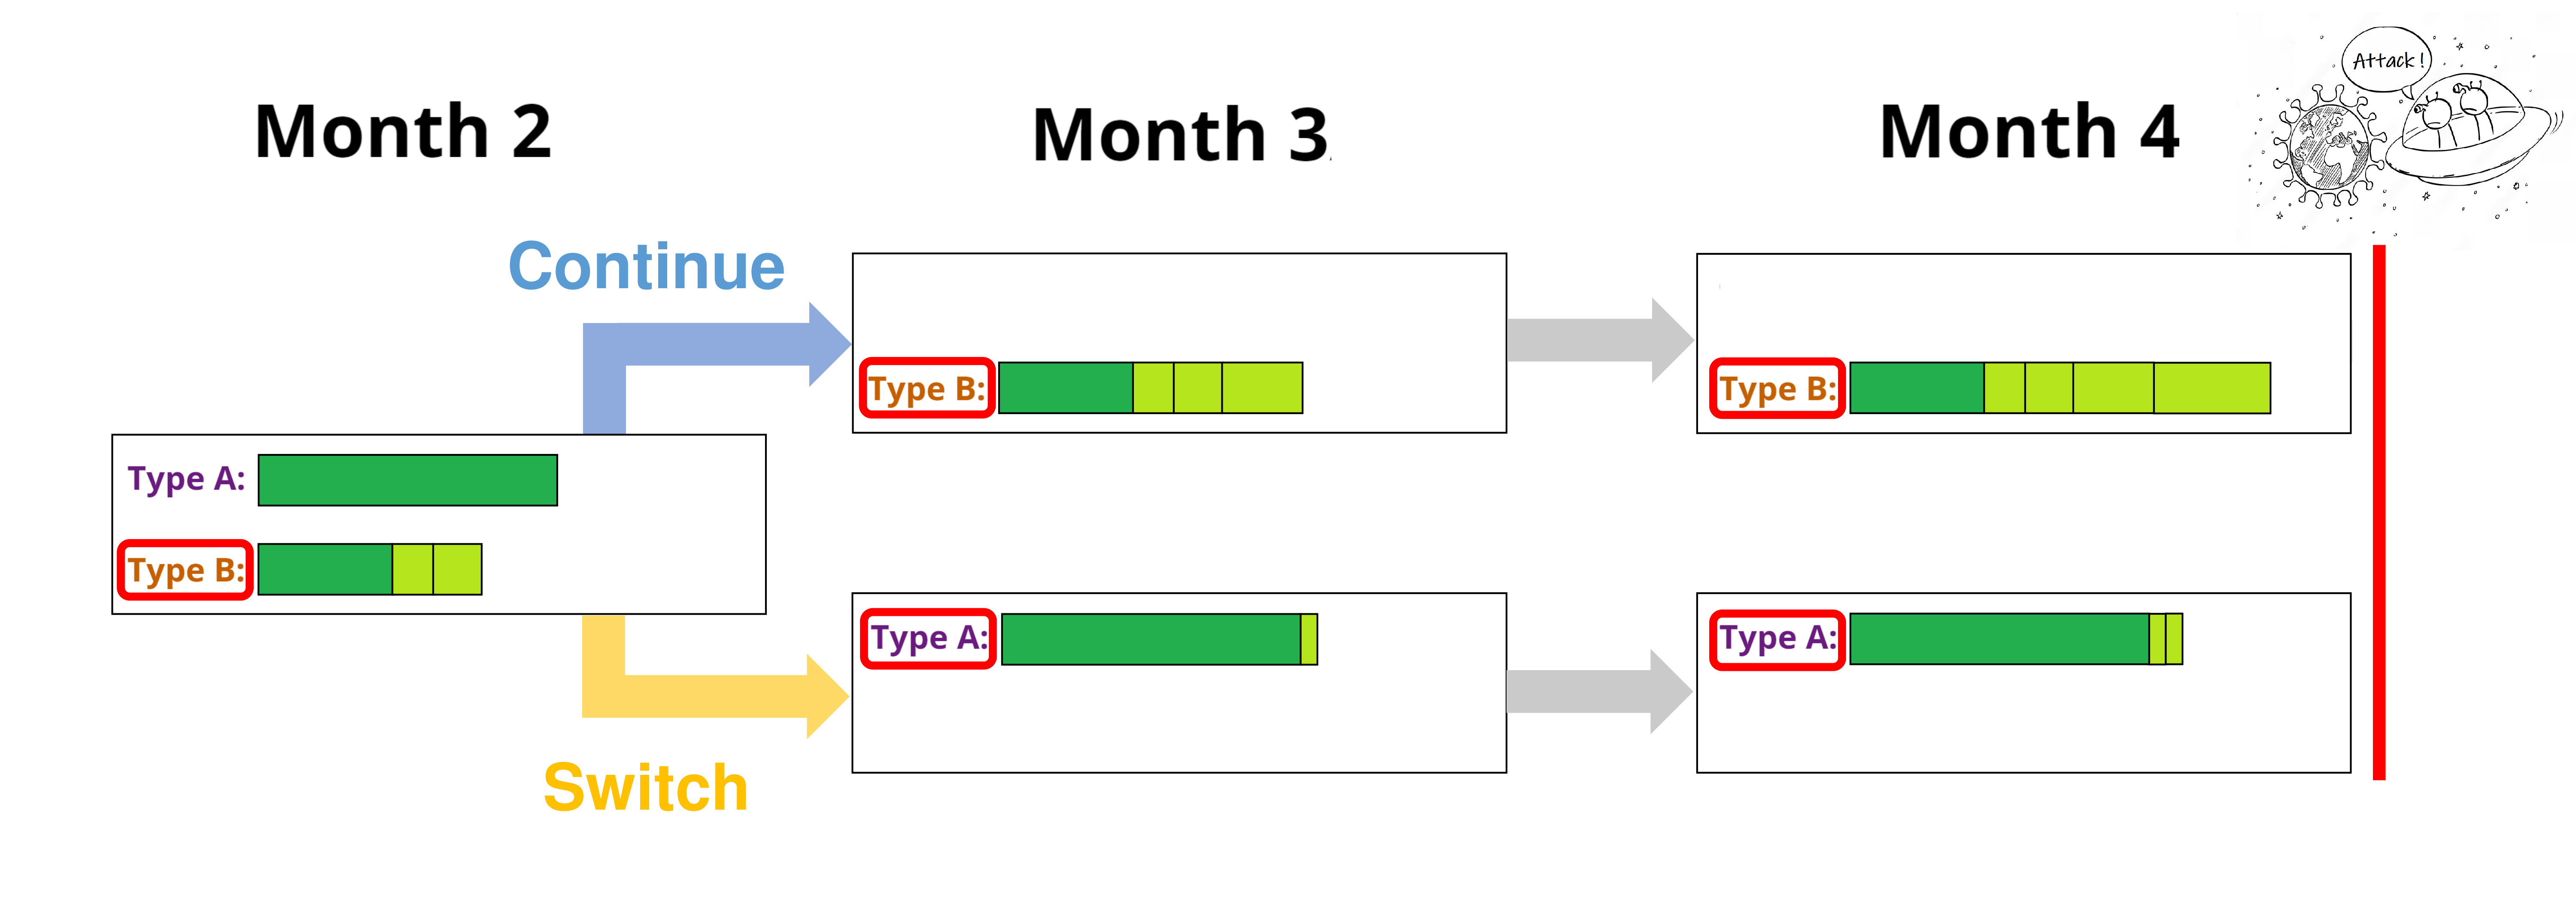 Attack!
Month 2
Month 3
Month 4
Continue
Type B:
Type B:
Type A:
Type B:
Type A:
Type A:
Switch